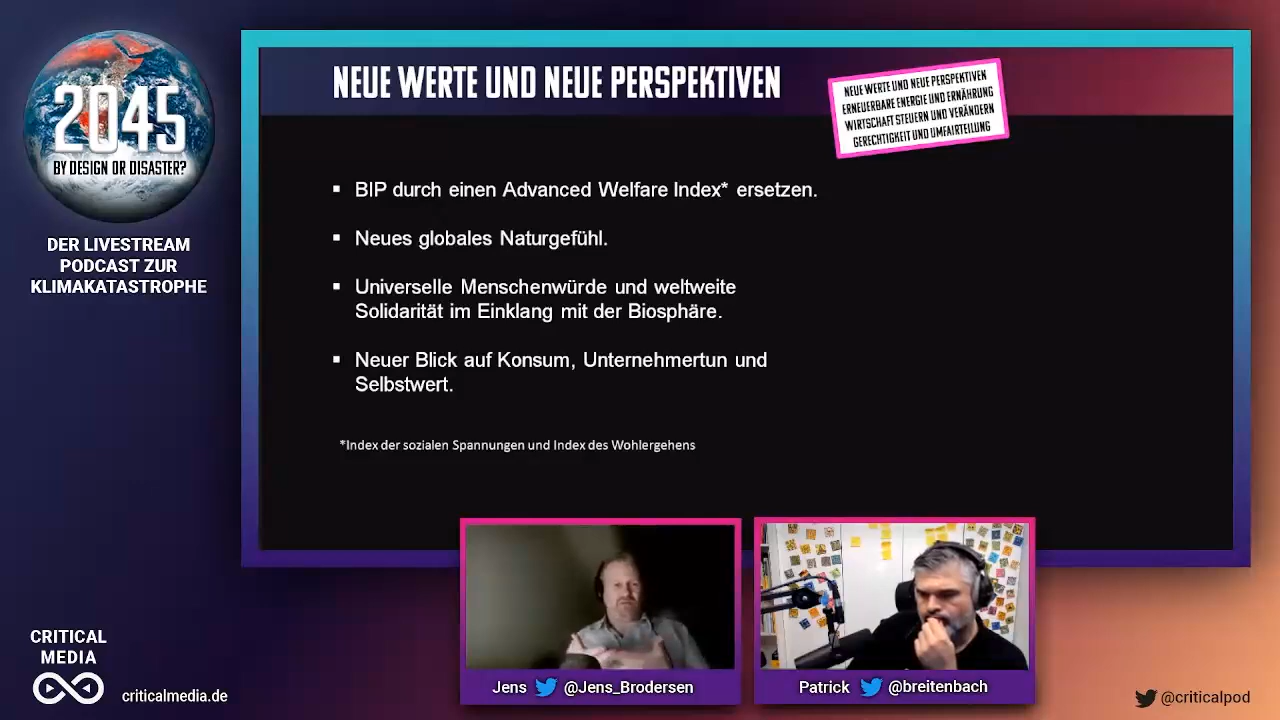 2045
BY DESIGN OR DISASTER?
DER LIVESTREAM
PODCAST ZUR
KLIMAKATASTROPHE
NEUE WERTE UND NEUE PERSPEKTIVEN
NEUE WERTE UND NEUE PERSPEKTIVEN
ERNEUERBARE ENERGIE UND ERNÄHRUNG
WIRTSCHAFT STEUERN UND VERÄNDERN
GERECHTIGKEIT UND UMFAIRTEILUNG
▪ BIP durch einen Advanced Welfare Index* ersetzen.
▪ Neues globales Naturgefühl.
▪ Universelle Menschenwürde und weltweite
Solidarität im Einklang mit der Biosphäre.
▪ Neuer Blick auf Konsum, Unternehmertun und
Selbstwert.
*Index der sozialen Spannungen und Index des Wohlergehens
Jens @Jens_Brodersen
Patrick @breitenbach
CRITICAL
MEDIA
criticalmedia.de
@criticalpod